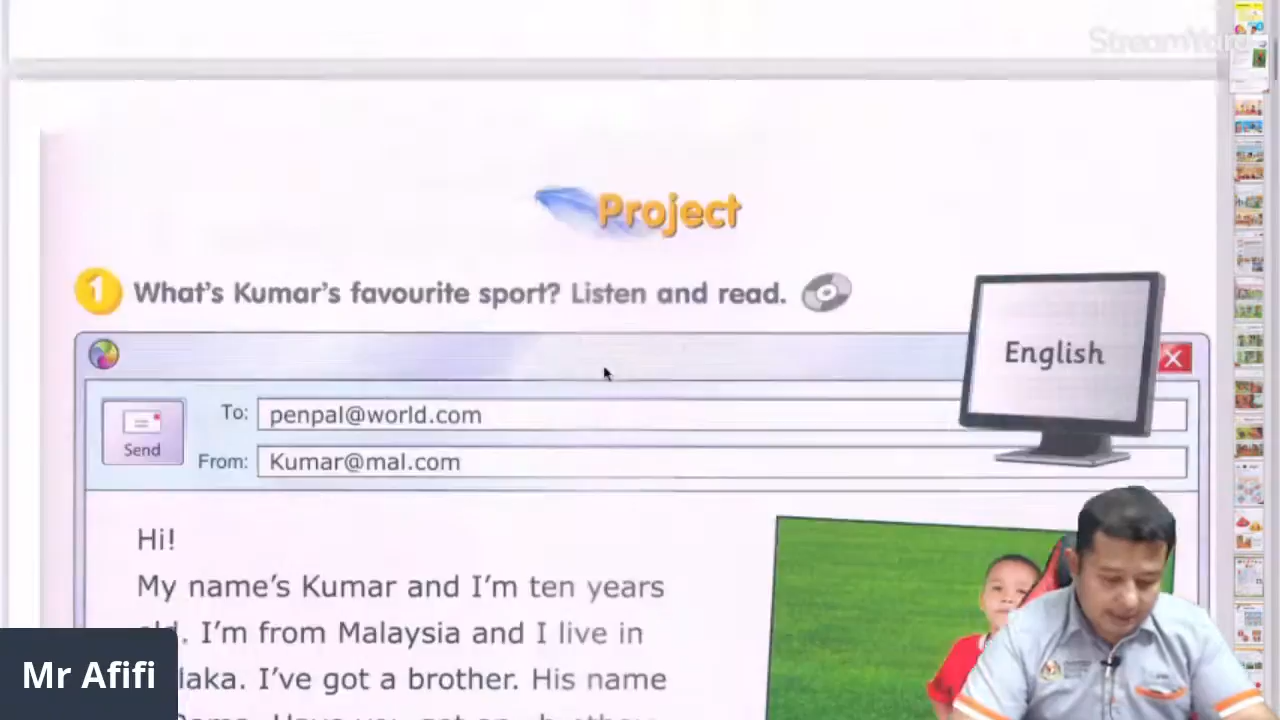 StreamYard
Project
1 What's Kumar's favourite sport? Listen and read.
English
To: penpal@world.com
Send
From: Kumar@mal.com
Hi!
My name's Kumar and I'm ten years
I'm from Malaysia and I live in
laka. I've got a brother. His name
Mr Afifi